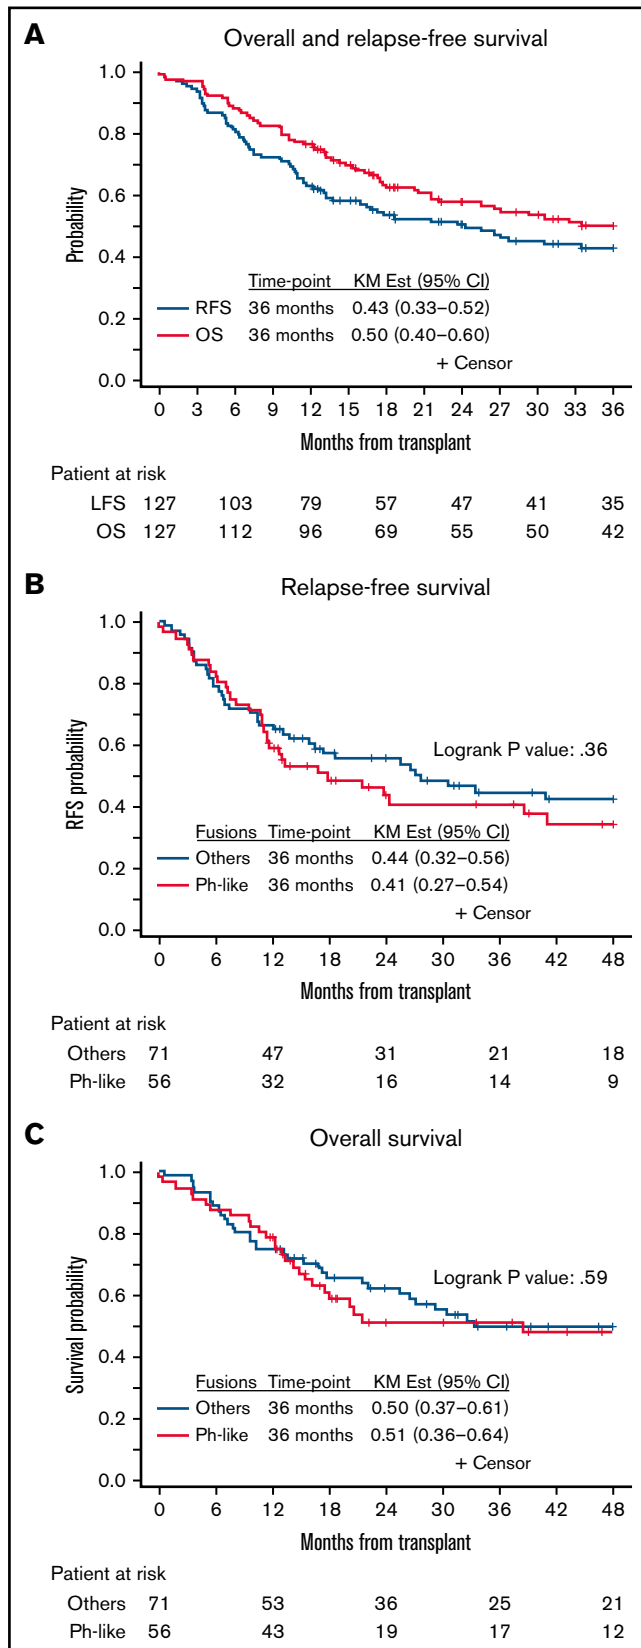 A
Overall and relapse-free survival
1.0
0.8
0.6
0.4
0.2
0.0
Probability
Time-point KM Est (95% CI)
RFS 36 months 0.43 (0.33–0.52)
OS 36 months 0.50 (0.40–0.60)
+ Censor
0 3 6 9 12 15 18 21 24 27 30 33 36
Months from transplant
Patient at risk
LFS 127 103 79 57 47 41 35
OS 127 112 96 69 55 50 42
B
Relapse-free survival
1.0
0.8
0.6
0.4
0.2
0.0
RFS probability
Logrank P value: .36
Fusions Time-point KM Est (95% CI)
Others 36 months 0.44 (0.32–0.56)
Ph-like 36 months 0.41 (0.27–0.54)
+ Censor
0 6 12 18 24 30 36 42 48
Months from transplant
Patient at risk
Others 71 47 31 21 18
Ph-like 56 32 16 14 9
C
Overall survival
1.0
0.8
0.6
0.4
0.2
0.0
Survival probability
Logrank P value: .59
Fusions Time-point KM Est (95% CI)
Others 36 months 0.50 (0.37–0.61)
Ph-like 36 months 0.51 (0.36–0.64)
+ Censor
0 6 12 18 24 30 36 42 48
Months from transplant
Patient at risk
Others 71 53 36 25 21
Ph-like 56 43 19 17 12